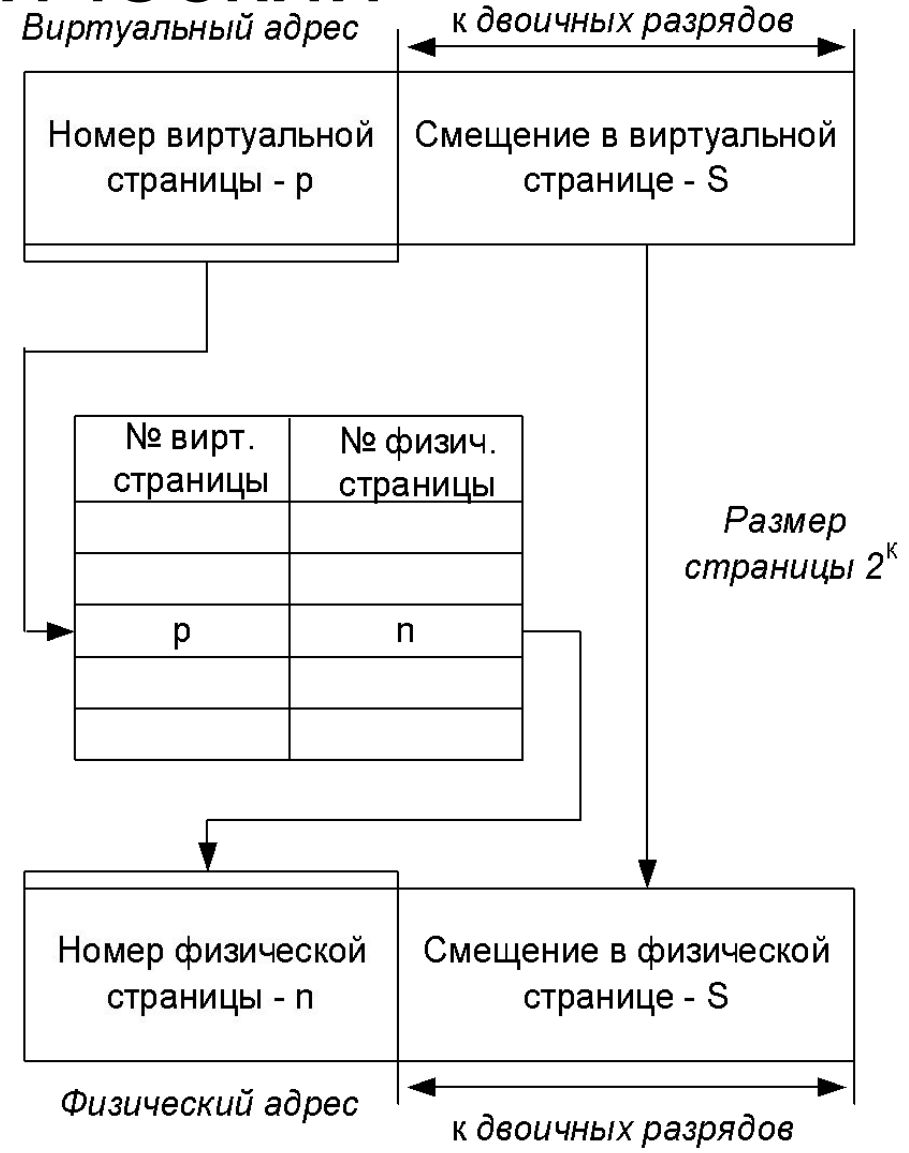 Виртуальный адрес
к двоичных разрядов
Номер виртуальной
страницы - p
Смещение в виртуальной
странице - S
№ вирт.
страницы
№ физич.
страницы
p
n
Размер
страницы 2ᴷ
Номер физической
страницы - n
Смещение в физической
странице - S
Физический адрес
к двоичных разрядов